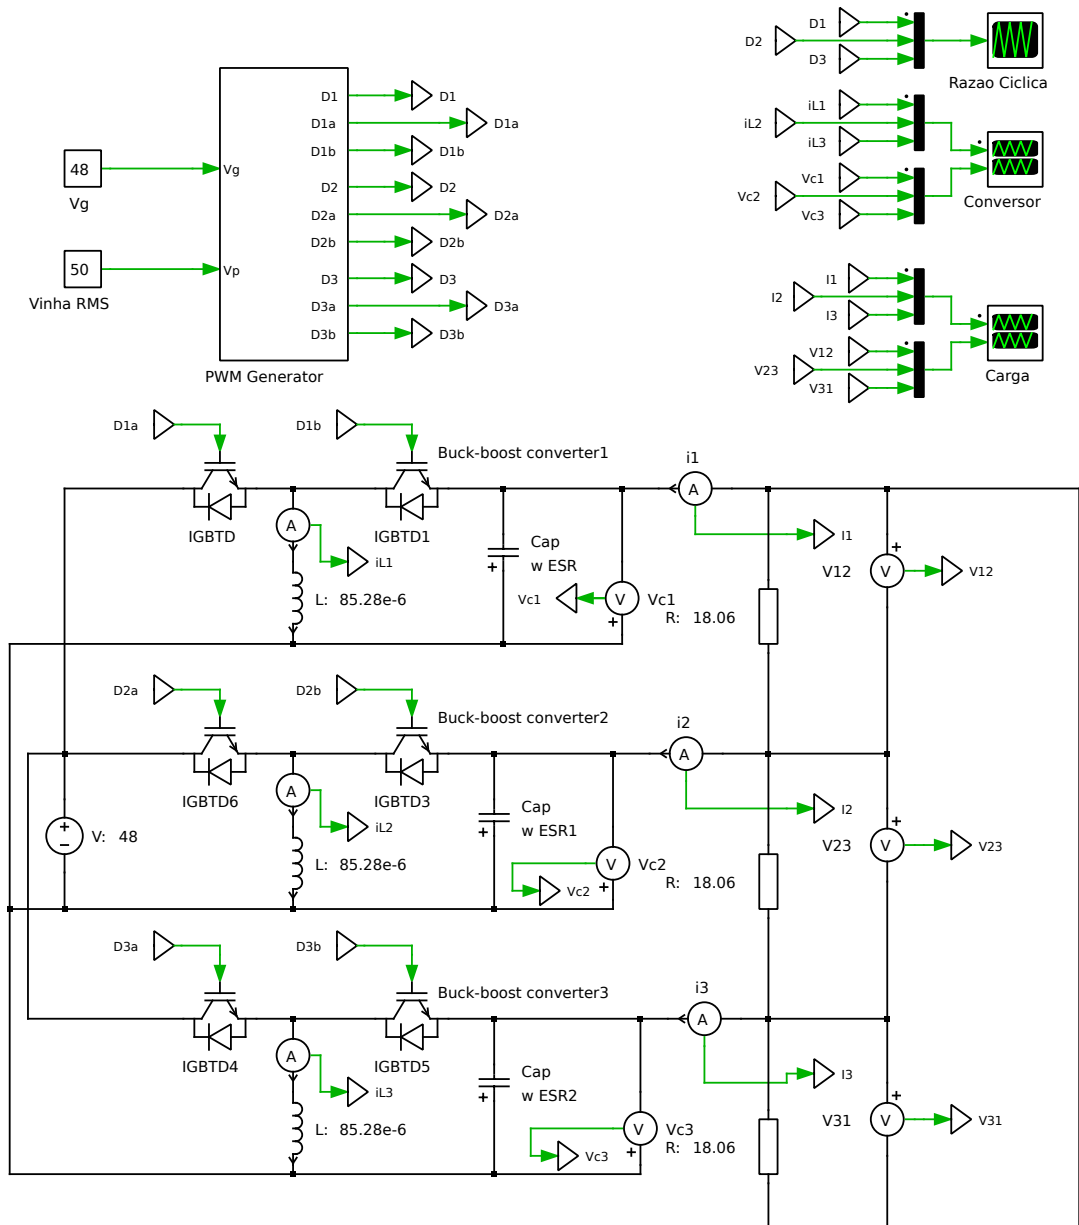 D1
D2
D3
Razao Ciclica
iL1
iL2
iL3
Vc1
Vc2
Vc3
Conversor
I1
I2
I3
V12
V23
V31
Carga
48
Vg
50
Vinha RMS
Vg
Vp
D1
D1a
D1b
D2
D2a
D2b
D3
D3a
D3b
D1
D1a
D1b
D2
D2a
D2b
D3
D3a
D3b
PWM Generator
D1a
D1b
Buck-boost converter1
i1
A
IGBTD
A
IGBTD1
iL1
L: 85.28e-6
Cap
w ESR
+
Vc1
V
+
Vc1
R: 18.06
I1
V12
+
V
V12
D2a
D2b
Buck-boost converter2
i2
A
IGBTD6
A
IGBTD3
iL2
L: 85.28e-6
Cap
w ESR1
+
V
+
Vc2
Vc2
R: 18.06
I2
V23
+
V
V23
+
−
V: 48
D3a
D3b
Buck-boost converter3
i3
A
IGBTD4
A
IGBTD5
iL3
L: 85.28e-6
Cap
w ESR2
+
V
+
Vc3
Vc3
R: 18.06
I3
V31
+
V
V31